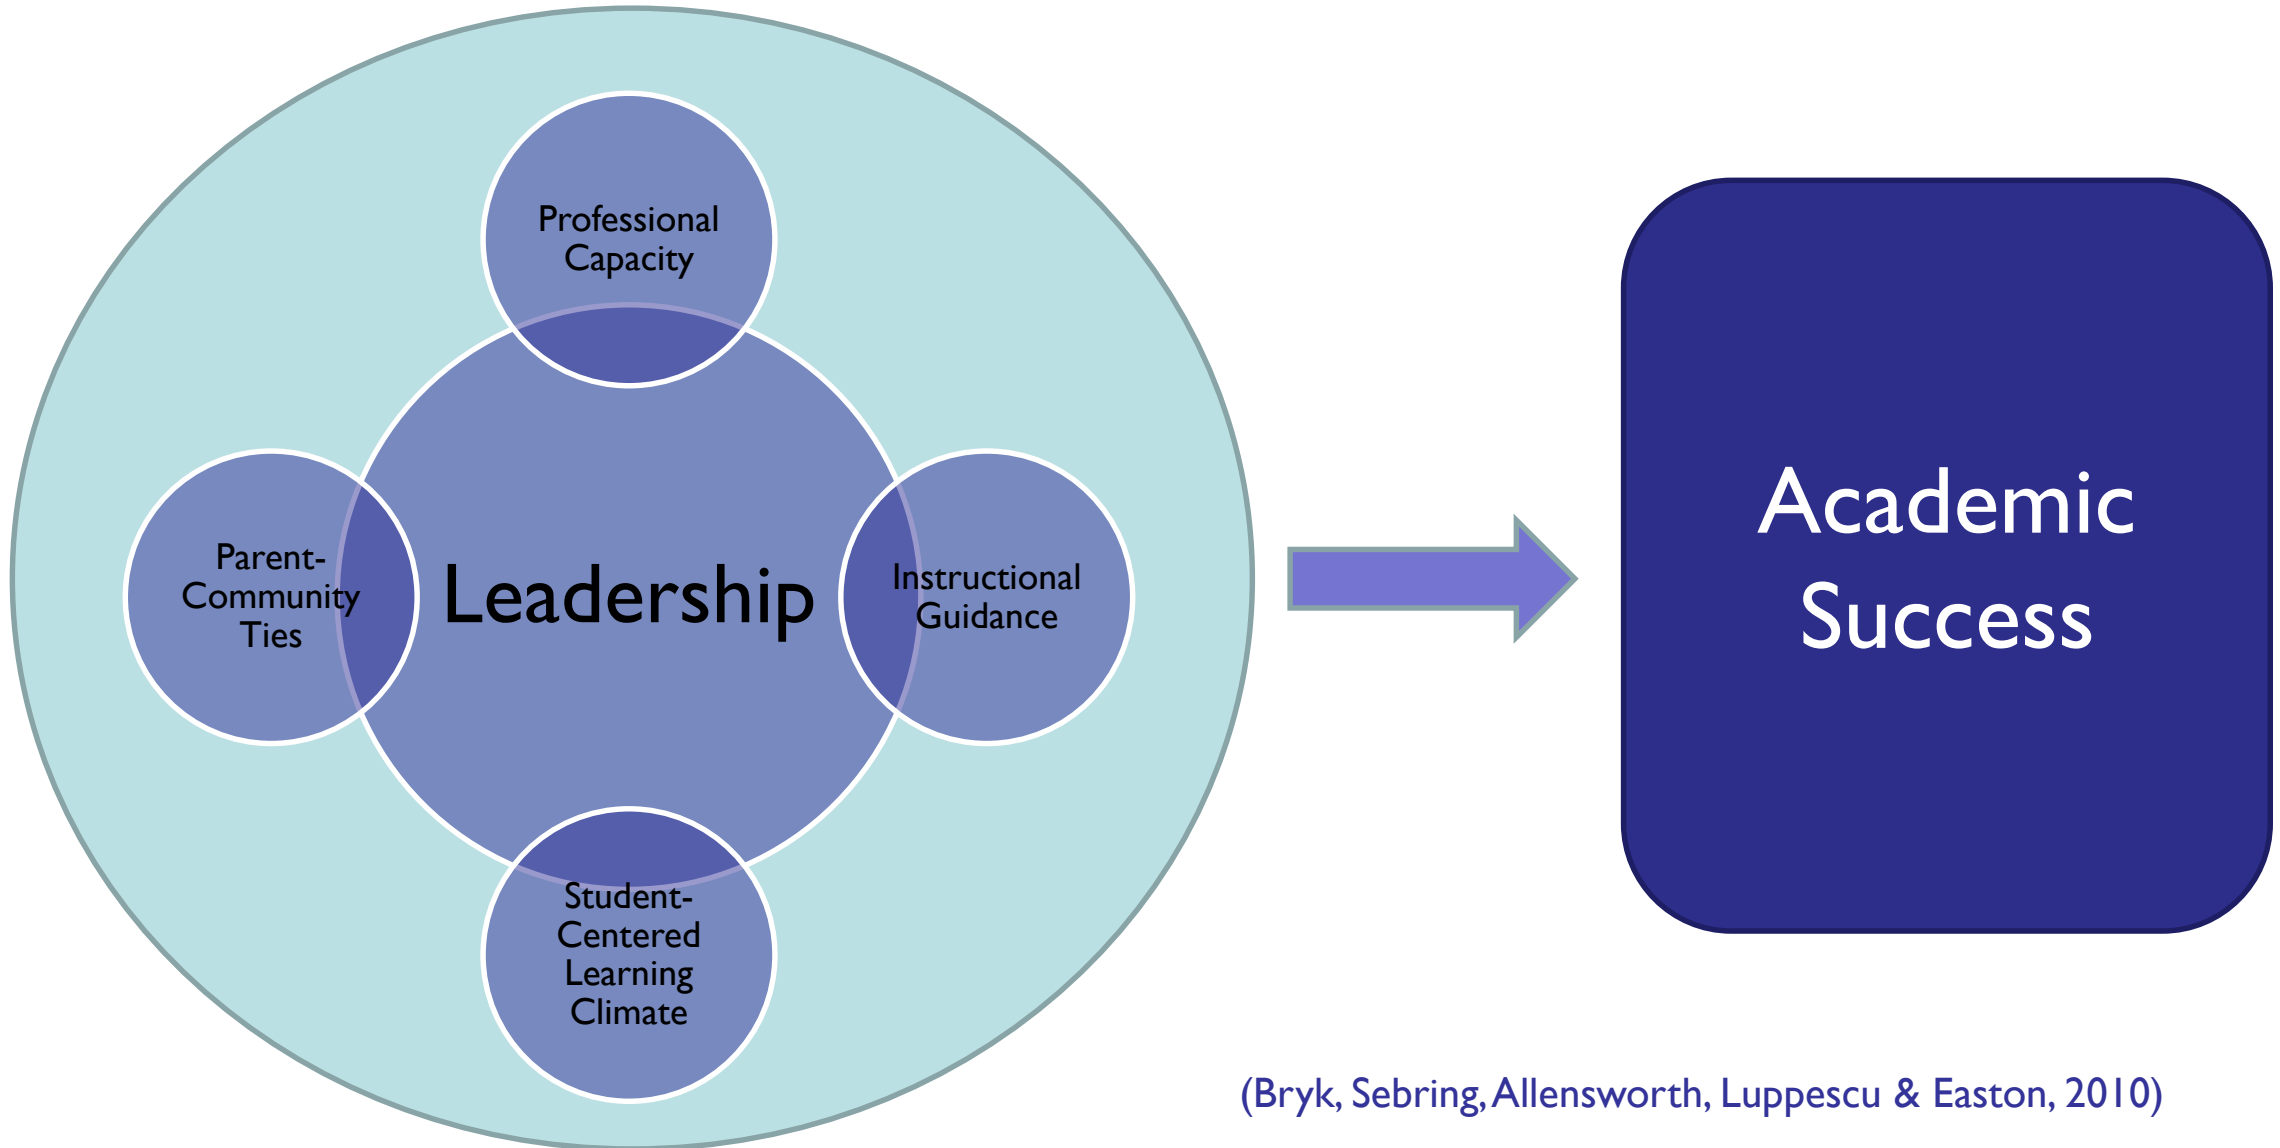 Professional
Capacity
Parent-
Community
Ties
Leadership
Instructional
Guidance
Student-
Centered
Learning
Climate
Academic
Success
(Bryk, Sebring, Allensworth, Luppescu & Easton, 2010)